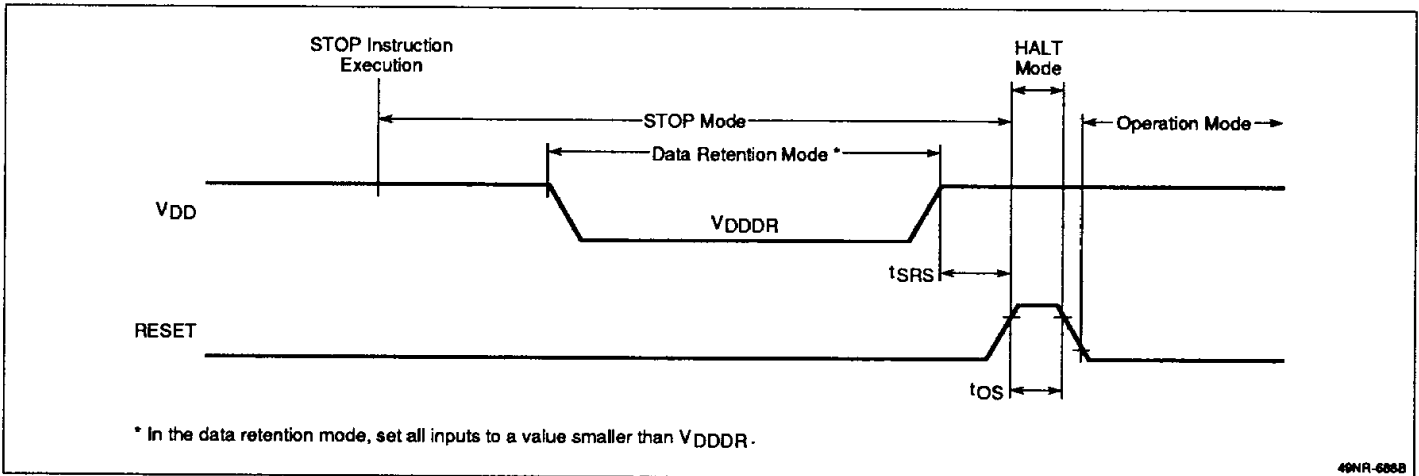 STOP Instruction
Execution
HALT
Mode
STOP Mode
Operation Mode
Data Retention Mode *
VDD
VDDDR
tSRS
RESET
tOS
* In the data retention mode, set all inputs to a value smaller than VDDDR.
49NR-686B